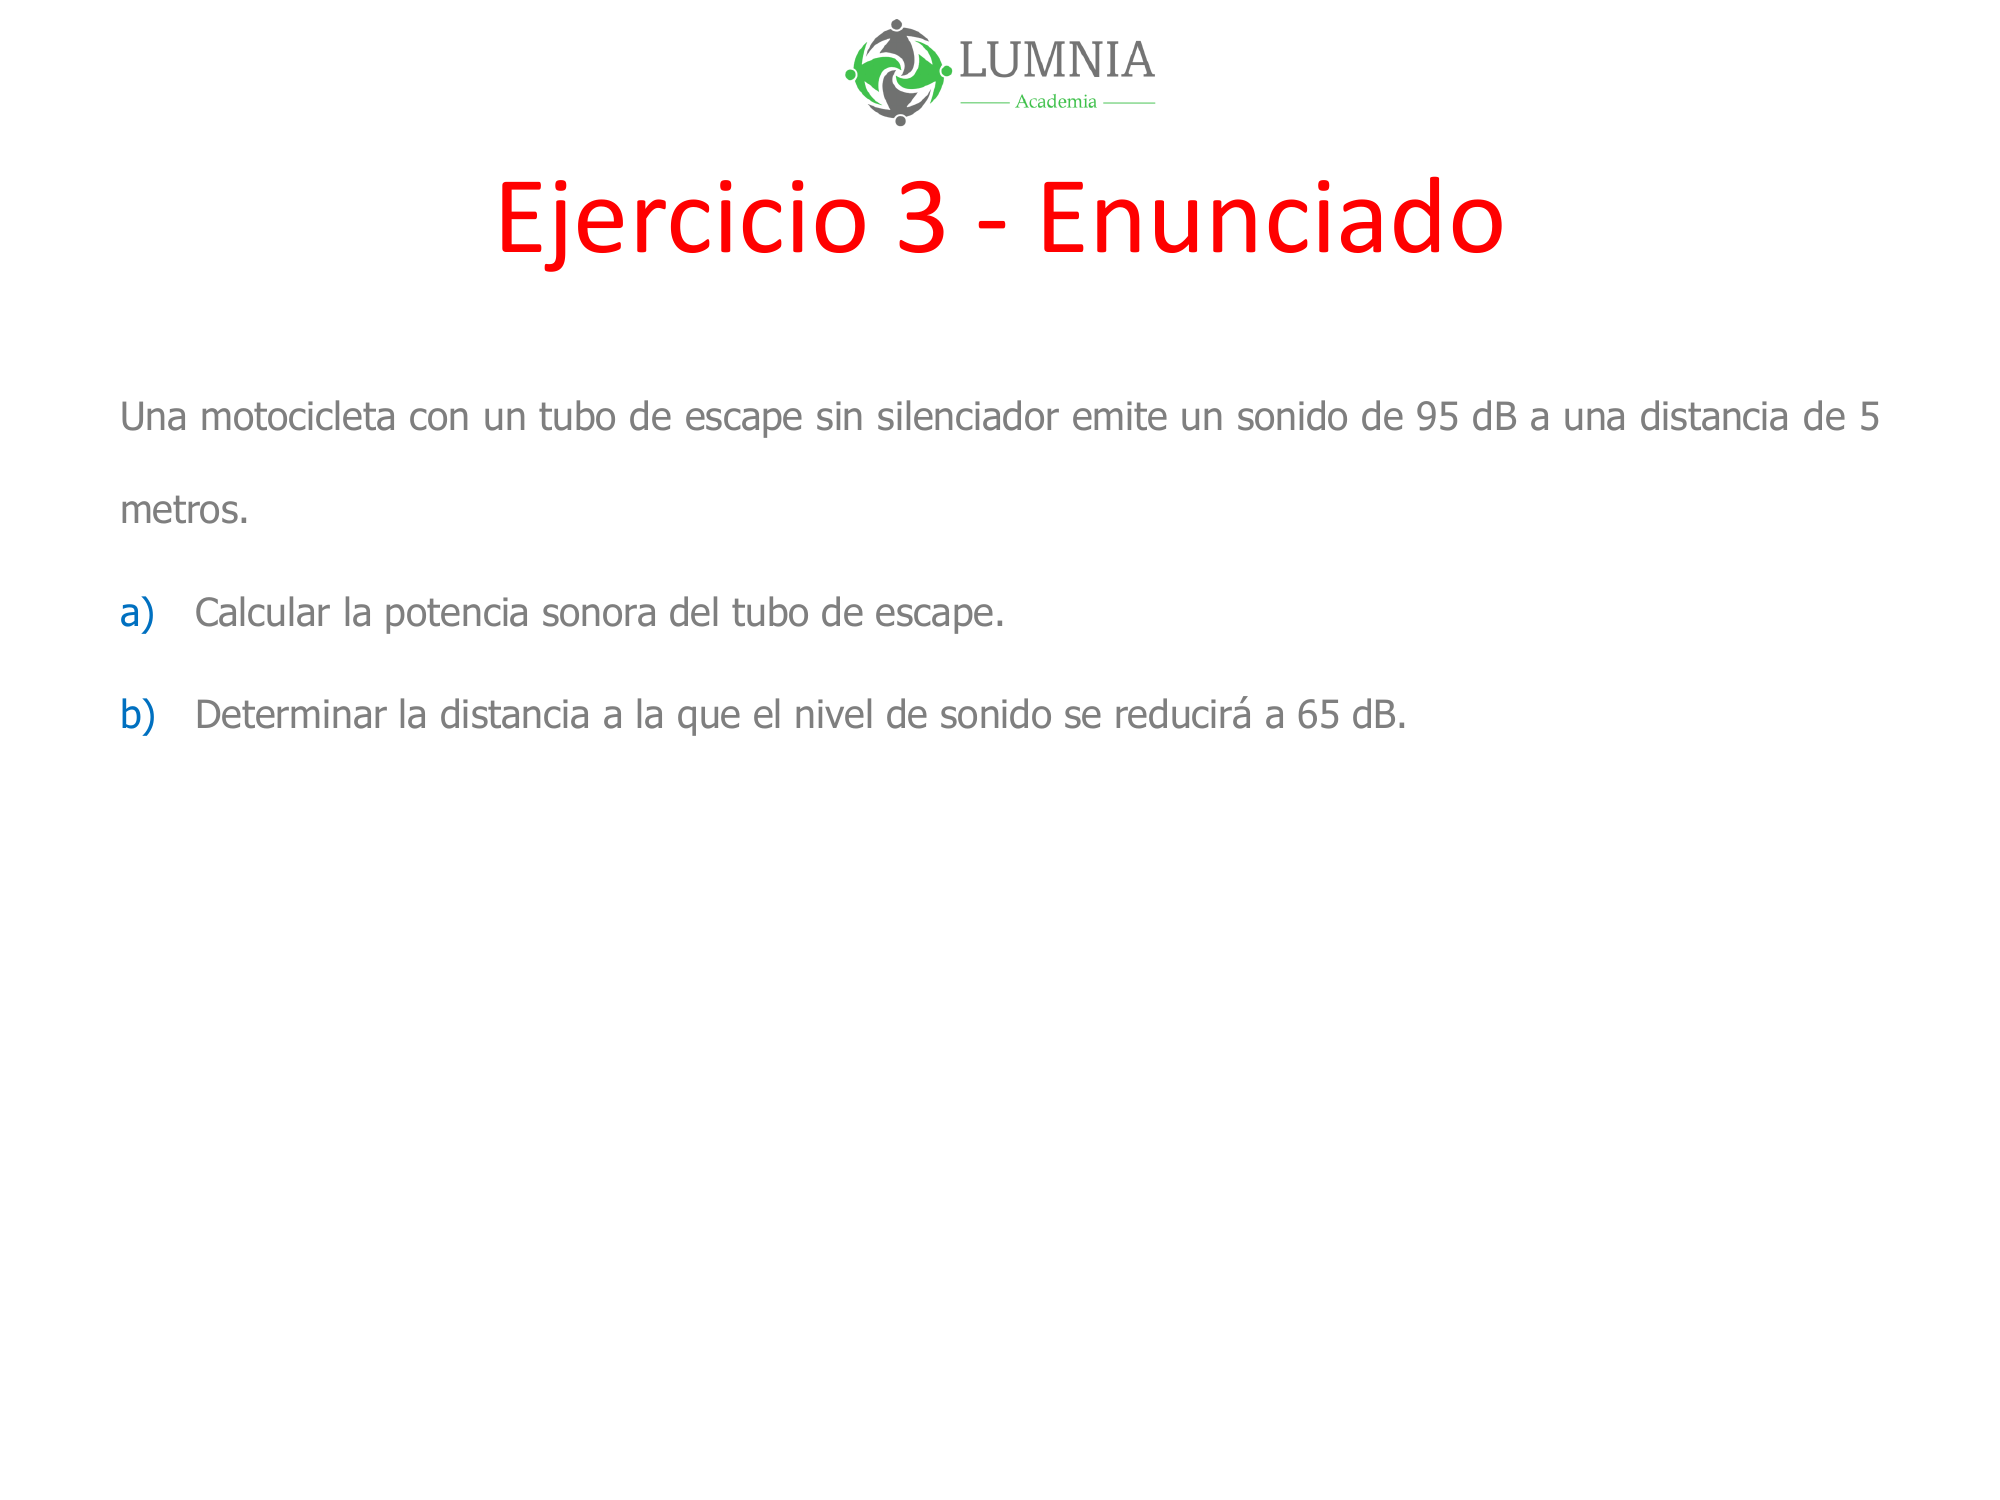 LUMNIA
Academia
Ejercicio 3 - Enunciado
Una motocicleta con un tubo de escape sin silenciador emite un sonido de 95 dB a una distancia de 5
metros.
a) Calcular la potencia sonora del tubo de escape.
b) Determinar la distancia a la que el nivel de sonido se reducirá a 65 dB.